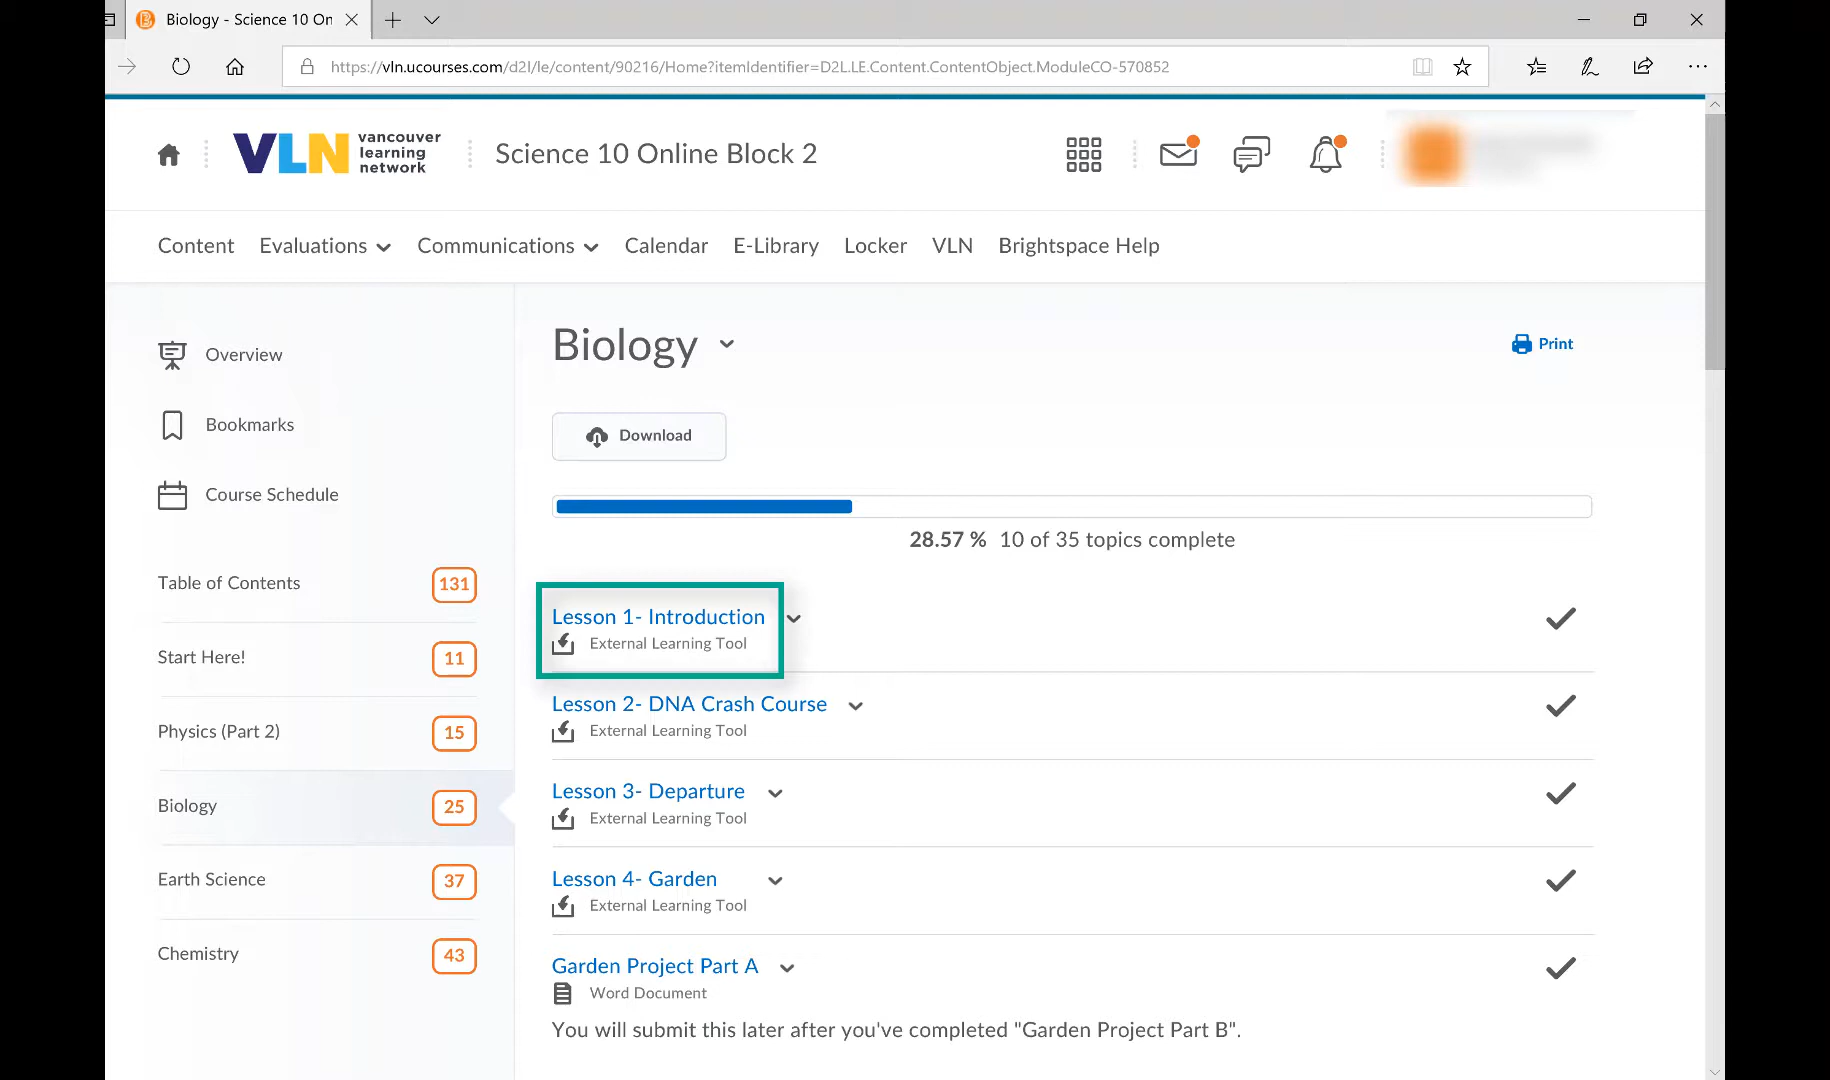 Biology - Science 10 On
https://vln.ucourses.com/d2l/le/content/90216/Home?itemIdentifier=D2L.LE.Content.ContentObject.ModuleCO-570852
VLN vancouver learning network
Science 10 Online Block 2
Content Evaluations Communications Calendar E-Library Locker VLN Brightspace Help
Overview
Bookmarks
Course Schedule
Table of Contents 131
Start Here! 11
Physics (Part 2) 15
Biology 25
Earth Science 37
Chemistry 43
Biology
Print
Download
28.57 % 10 of 35 topics complete
Lesson 1- Introduction
External Learning Tool
Lesson 2- DNA Crash Course
External Learning Tool
Lesson 3- Departure
External Learning Tool
Lesson 4- Garden
External Learning Tool
Garden Project Part A
Word Document
You will submit this later after you've completed "Garden Project Part B".